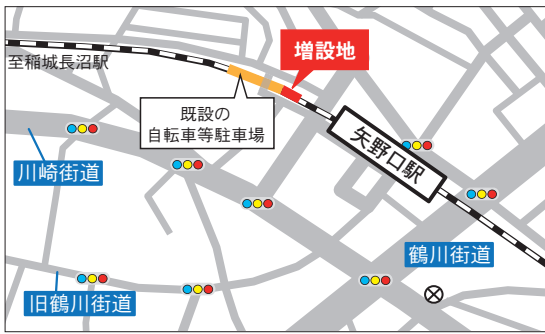 増設地
至稲城長沼駅
既設の
自転車等駐車場
矢野口駅
川崎街道
鶴川街道
旧鶴川街道